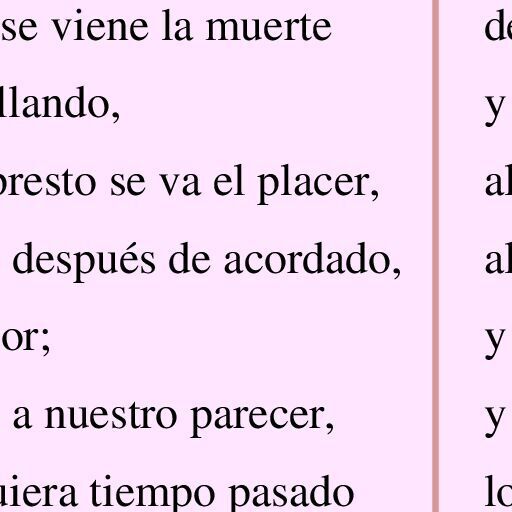 se viene la muerte
llando,
presto se va el placer,
después de acordado,
or;
a nuestro parecer,
uiera tiempo pasado
de
y
al
al
y
y
lo